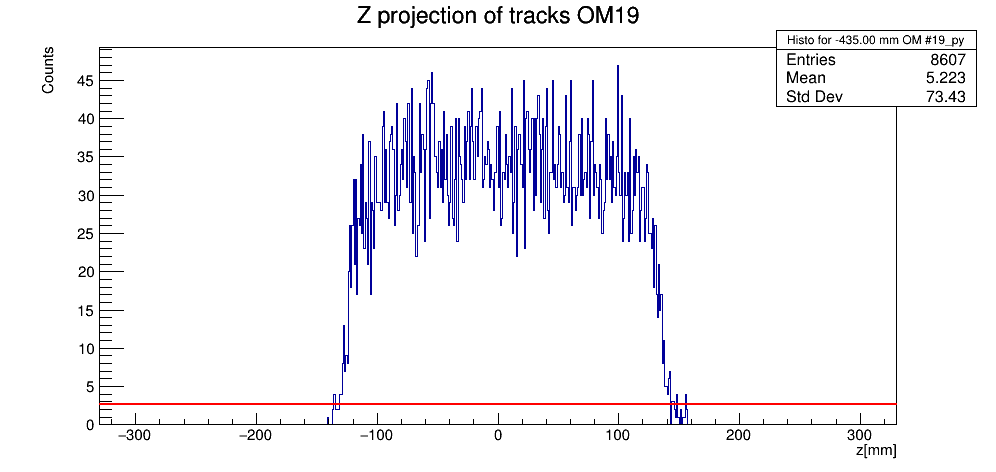 Z projection of tracks OM19
Histo for -435.00 mm OM #19_py
Entries 8607
Mean 5.223
Std Dev 73.43
Counts
45
40
35
30
25
20
15
10
5
0
−300 −200 −100 0 100 200 300
z[mm]